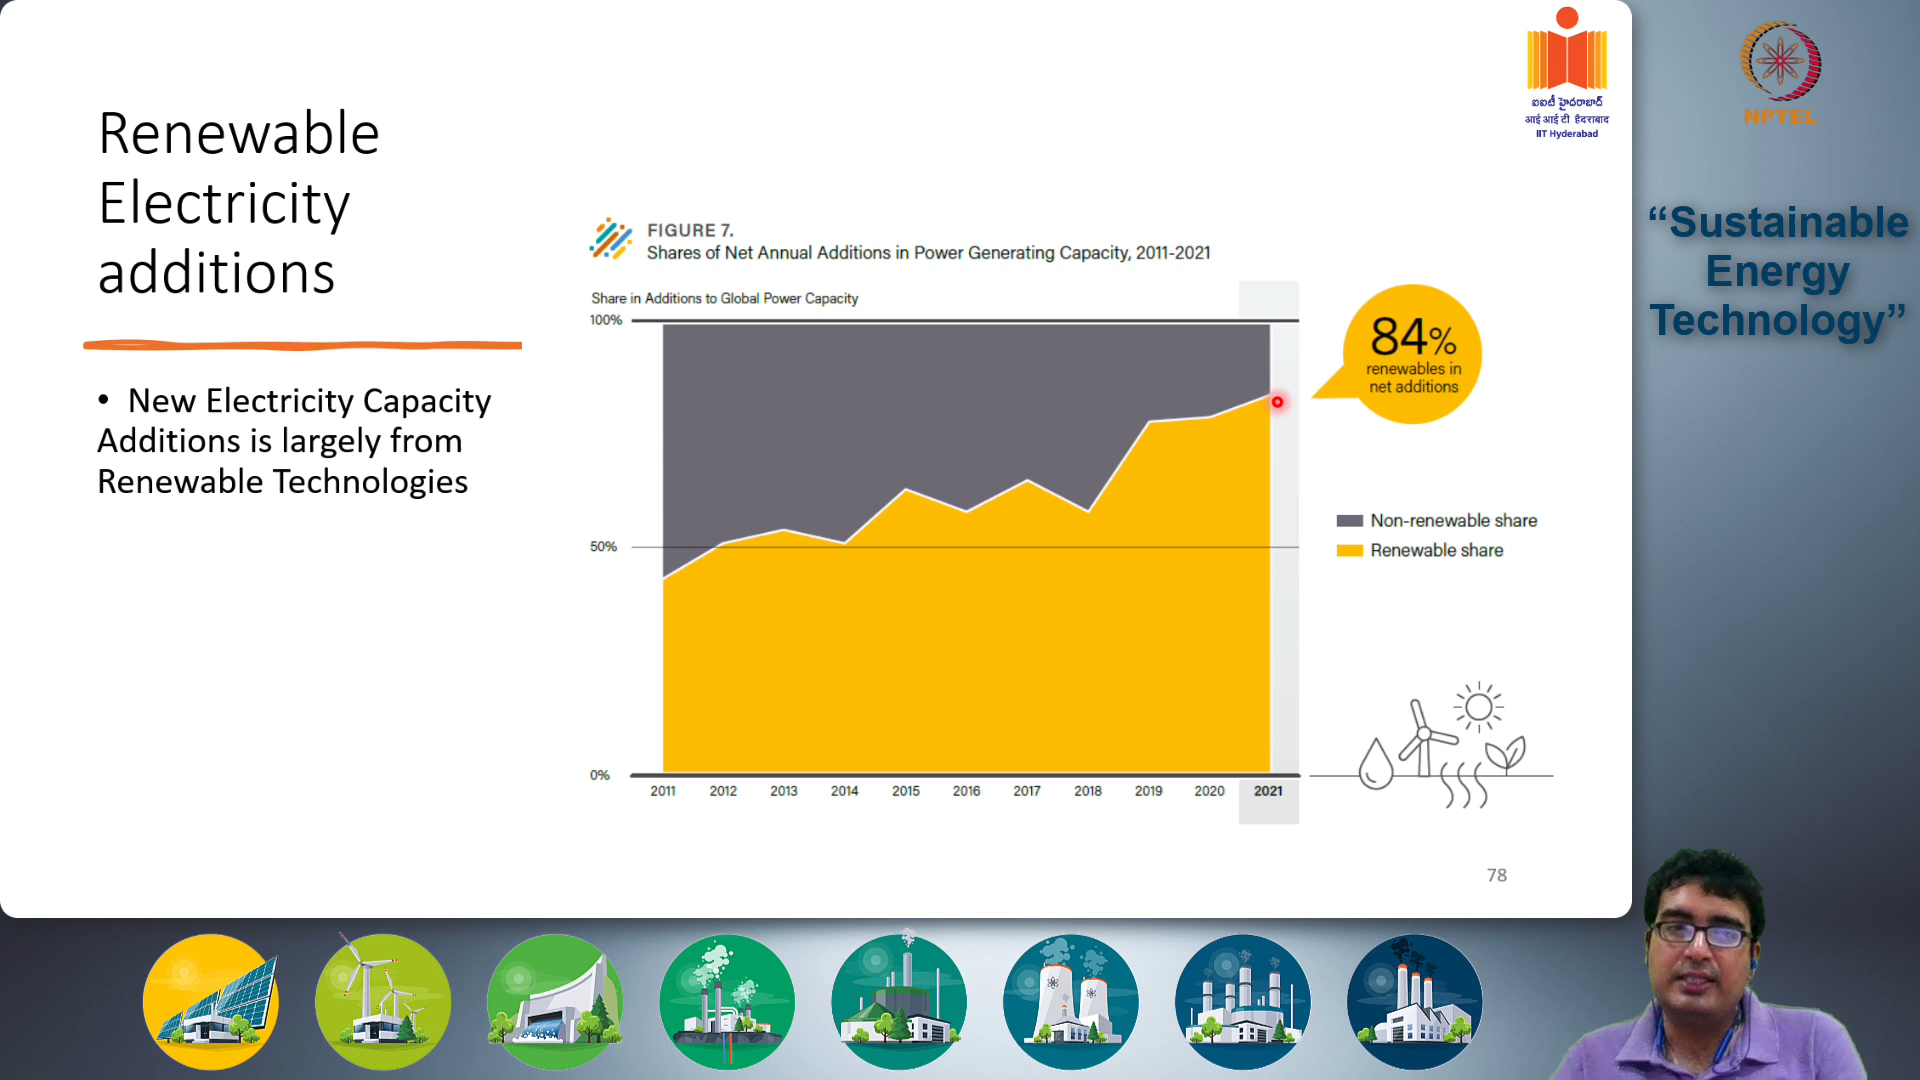 Renewable
Electricity
additions
• New Electricity Capacity
Additions is largely from
Renewable Technologies
FIGURE 7.
Shares of Net Annual Additions in Power Generating Capacity, 2011-2021
Share in Additions to Global Power Capacity
100%
50%
0%
2011 2012 2013 2014 2015 2016 2017 2018 2019 2020 2021
84%
renewables in
net additions
Non-renewable share
Renewable share
78
ఐఐటీ హైదరాబాద్
आई आई टी हैदराबाद
IIT Hyderabad
NPTEL
“Sustainable
Energy
Technology”